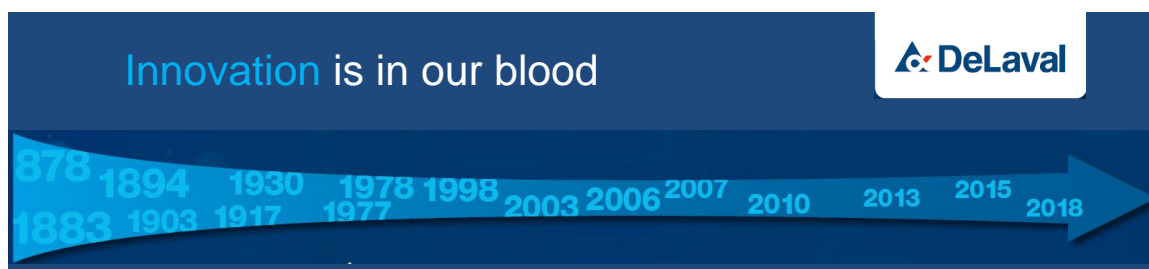 Innovation is in our blood
DeLaval
878 1894 1930 1978 1998 2003 2006 2007 2010 2013 2015 2018
1883 1903 1917 1977